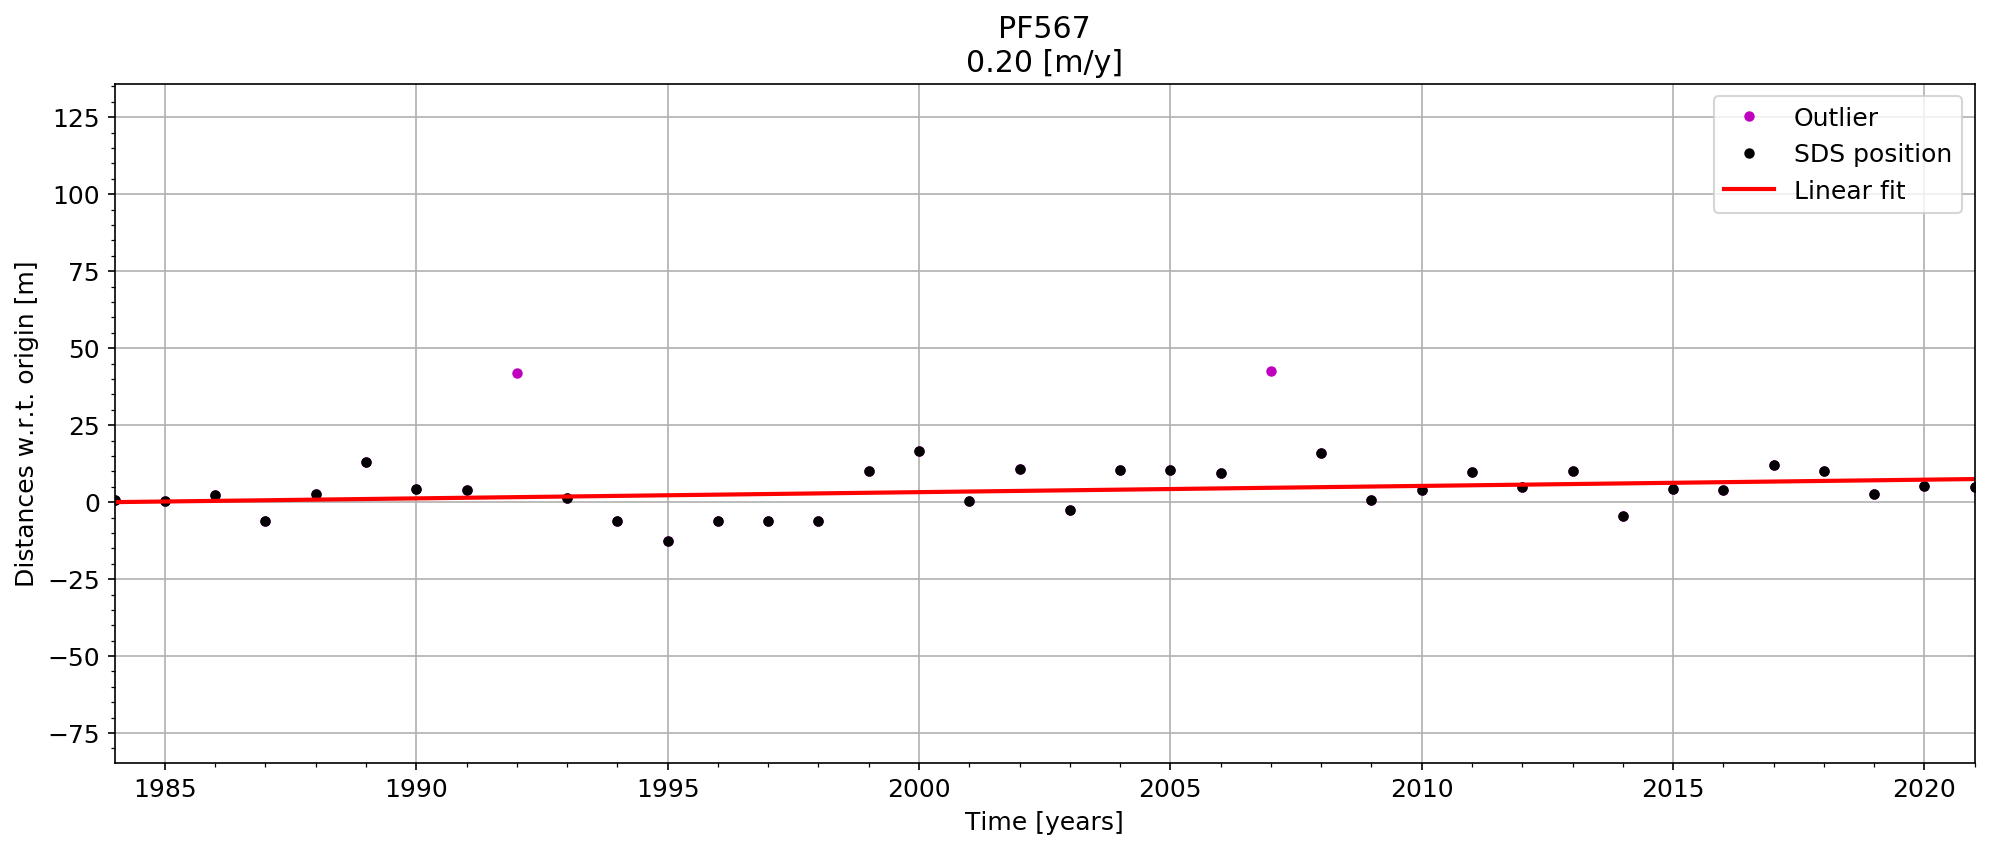 PF567
0.20 [m/y]
Outlier
SDS position
Linear fit
Distances w.r.t. origin [m]
125
100
75
50
25
0
−25
−50
−75
1985 1990 1995 2000 2005 2010 2015 2020
Time [years]